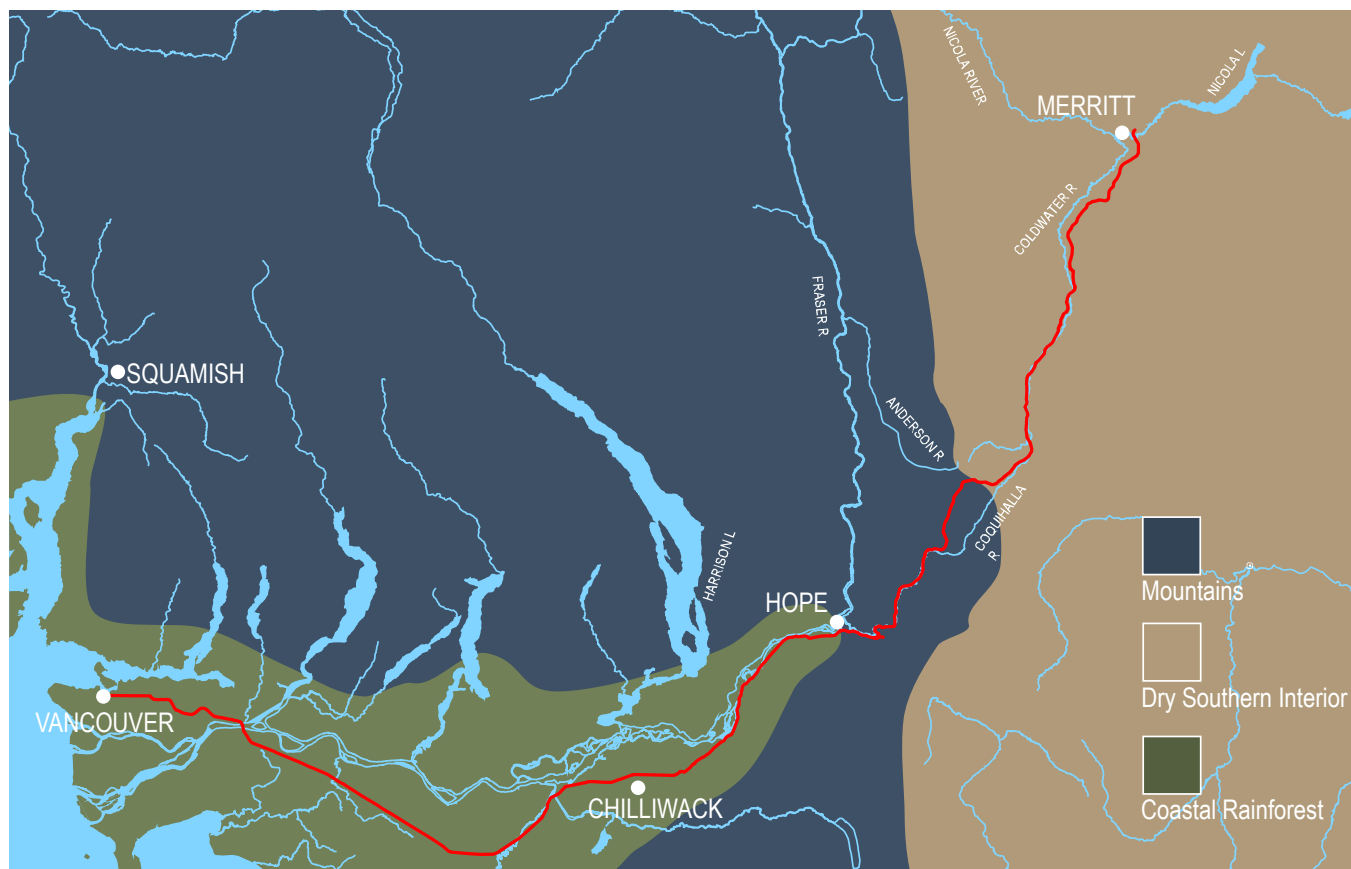 NICOLA RIVER
NICOLA L
MERRITT
COLDWATER R
FRASER R
SQUAMISH
ANDERSON R
COQUIHALLA
R
HARRISON L
Mountains
HOPE
Dry Southern Interior
VANCOUVER
CHILLIWACK
Coastal Rainforest